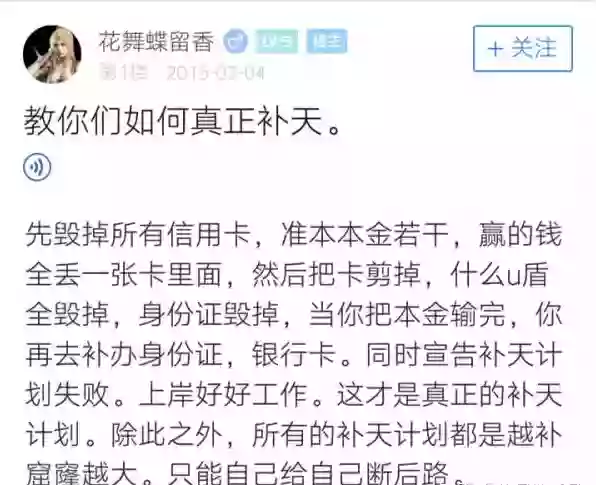 花舞蝶留香
+ 关注
第1楼 2015-02-04
教你们如何真正补天。
先毁掉所有信用卡，准本本金若干，赢的钱
全丢一张卡里面，然后把卡剪掉，什么u盾
全毁掉，身份证毁掉，当你把本金输完，你
再去补办身份证，银行卡。同时宣告补天计
划失败。上岸好好工作。这才是真正的补天
计划。除此之外，所有的补天计划都是越补
窟窿越大。只能自己给自己断后路。